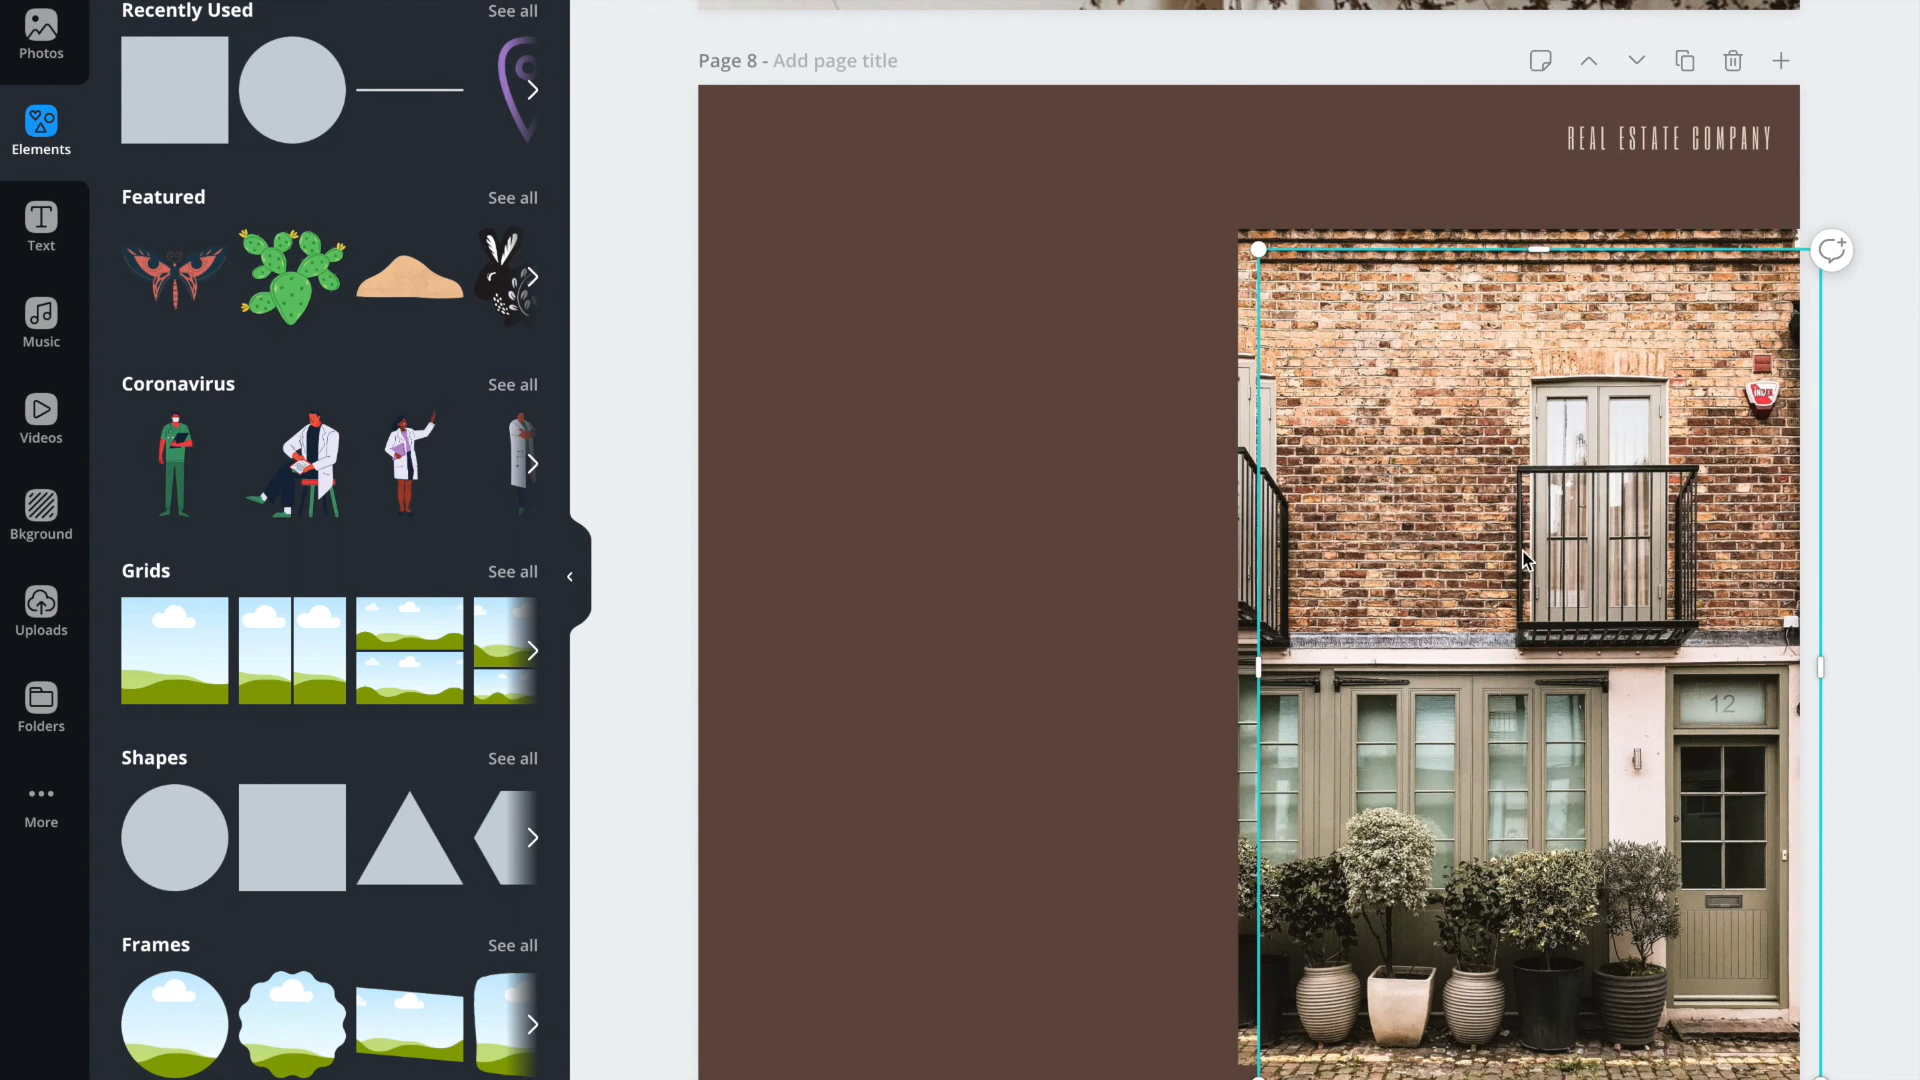 Photos
Elements
Text
Music
Videos
Bkground
Uploads
Folders
More
Recently Used
See all
Featured
See all
Coronavirus
See all
Grids
See all
Shapes
See all
Frames
See all
Page 8 - Add page title
REAL ESTATE COMPANY
INDEX
12